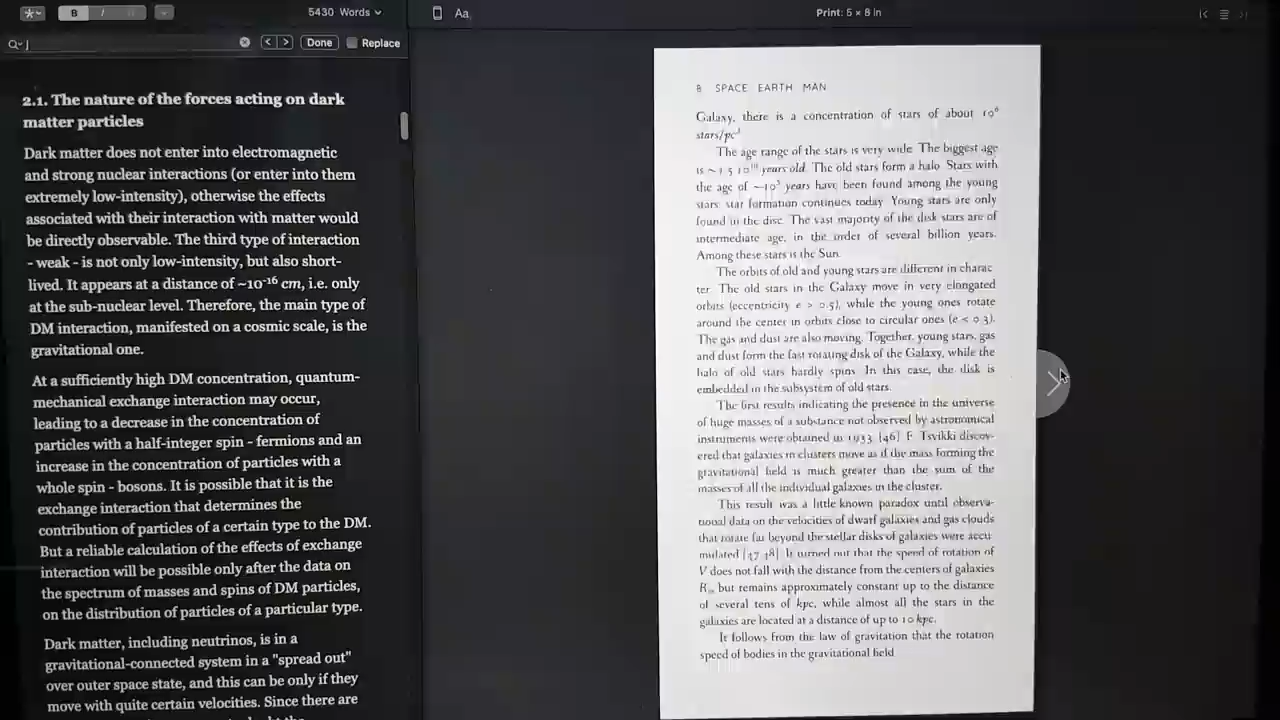 B I
5430 Words
Aa
Print: 5 × 8 in
j
Done
Replace
2.1. The nature of the forces acting on dark
matter particles
Dark matter does not enter into electromagnetic
and strong nuclear interactions (or enter into them
extremely low-intensity), otherwise the effects
associated with their interaction with matter would
be directly observable. The third type of interaction
- weak - is not only low-intensity, but also short-
lived. It appears at a distance of ~10⁻¹⁶ cm, i.e. only
at the sub-nuclear level. Therefore, the main type of
DM interaction, manifested on a cosmic scale, is the
gravitational one.
At a sufficiently high DM concentration, quantum-
mechanical exchange interaction may occur,
leading to a decrease in the concentration of
particles with a half-integer spin - fermions and an
increase in the concentration of particles with a
whole spin - bosons. It is possible that it is the
exchange interaction that determines the
contribution of particles of a certain type to the DM.
But a reliable calculation of the effects of exchange
interaction will be possible only after the data on
the spectrum of masses and spins of DM particles,
on the distribution of particles of a particular type.
Dark matter, including neutrinos, is in a
gravitational-connected system in a "spread out"
over outer space state, and this can be only if they
move with quite certain velocities. Since there are
8 SPACE EARTH MAN
Galaxy, there is a concentration of stars of about 10⁶
stars/pc³
The age range of the stars is very wide. The biggest age
is ~1.5 10¹⁰ years old. The old stars form a halo. Stars with
the age of ~10⁵ years have been found among the young
stars: star formation continues today. Young stars are only
found in the disc. The vast majority of the disk stars are of
intermediate age, in the order of several billion years.
Among these stars is the Sun.
The orbits of old and young stars are different in charac-
ter. The old stars in the Galaxy move in very elongated
orbits (eccentricity e > 0.5), while the young ones rotate
around the center in orbits close to circular ones (e < 0.3).
The gas and dust are also moving. Together, young stars, gas
and dust form the fast rotating disk of the Galaxy, while the
halo of old stars hardly spins. In this case, the disk is
embedded in the subsystem of old stars.
The first results indicating the presence in the universe
of huge masses of a substance not observed by astronomical
instruments were obtained in 1933 [46]. F. Tsvikki discov-
ered that galaxies in clusters move as if the mass forming the
gravitational field is much greater than the sum of the
masses of all the individual galaxies in the cluster.
This result was a little known paradox until observa-
tional data on the velocities of dwarf galaxies and gas clouds
that rotate far beyond the stellar disks of galaxies were accu-
mulated [47, 48]. It turned out that the speed of rotation of
V does not fall with the distance from the centers of galaxies
R, but remains approximately constant up to the distance
of several tens of kpc, while almost all the stars in the
galaxies are located at a distance of up to 10 kpc.
It follows from the law of gravitation that the rotation
speed of bodies in the gravitational field